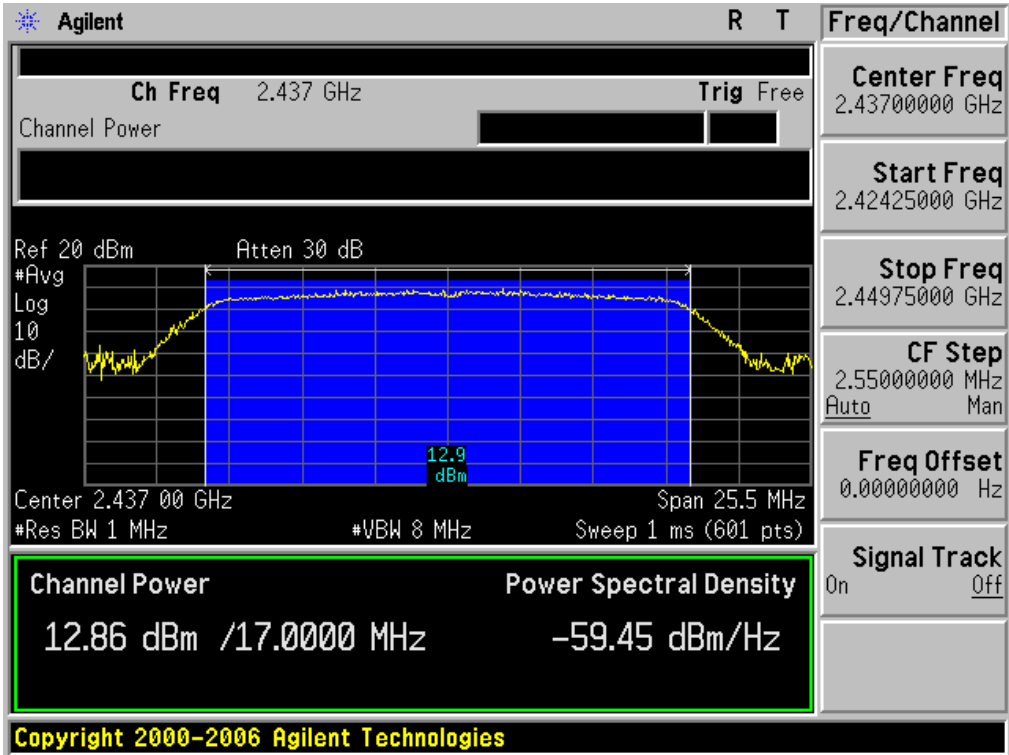 Agilent R T
Freq/Channel
Ch Freq 2.437 GHz Trig Free
Channel Power
Center Freq
2.43700000 GHz
Start Freq
2.42425000 GHz
Stop Freq
2.44975000 GHz
CF Step
2.55000000 MHz
Auto Man
Freq Offset
0.00000000 Hz
Signal Track
On Off
Ref 20 dBm Atten 30 dB
#Avg
Log
10
dB/
12.9
dBm
Center 2.437 00 GHz Span 25.5 MHz
#Res BW 1 MHz #VBW 8 MHz Sweep 1 ms (601 pts)
Channel Power Power Spectral Density
12.86 dBm /17.0000 MHz -59.45 dBm/Hz
Copyright 2000-2006 Agilent Technologies